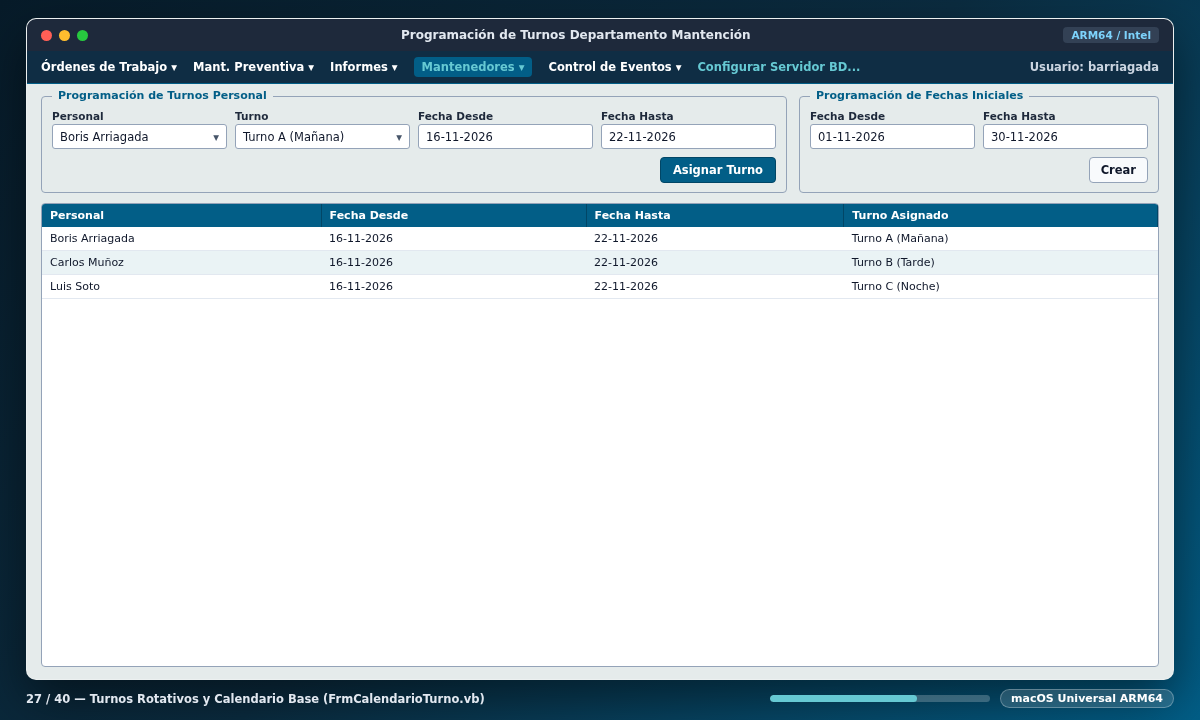 Programación de Turnos Departamento Mantención
ARM64 / Intel
Órdenes de Trabajo ▾ Mant. Preventiva ▾ Informes ▾ Mantenedores ▾ Control de Eventos ▾ Configurar Servidor BD... Usuario: barriagada
Programación de Turnos Personal
Personal Turno Fecha Desde Fecha Hasta
Boris Arriagada ▾ Turno A (Mañana) ▾ 16-11-2026 22-11-2026
Asignar Turno
Programación de Fechas Iniciales
Fecha Desde Fecha Hasta
01-11-2026 30-11-2026
Crear
Personal Fecha Desde Fecha Hasta Turno Asignado
Boris Arriagada 16-11-2026 22-11-2026 Turno A (Mañana)
Carlos Muñoz 16-11-2026 22-11-2026 Turno B (Tarde)
Luis Soto 16-11-2026 22-11-2026 Turno C (Noche)
27 / 40 — Turnos Rotativos y Calendario Base (FrmCalendarioTurno.vb)
macOS Universal ARM64